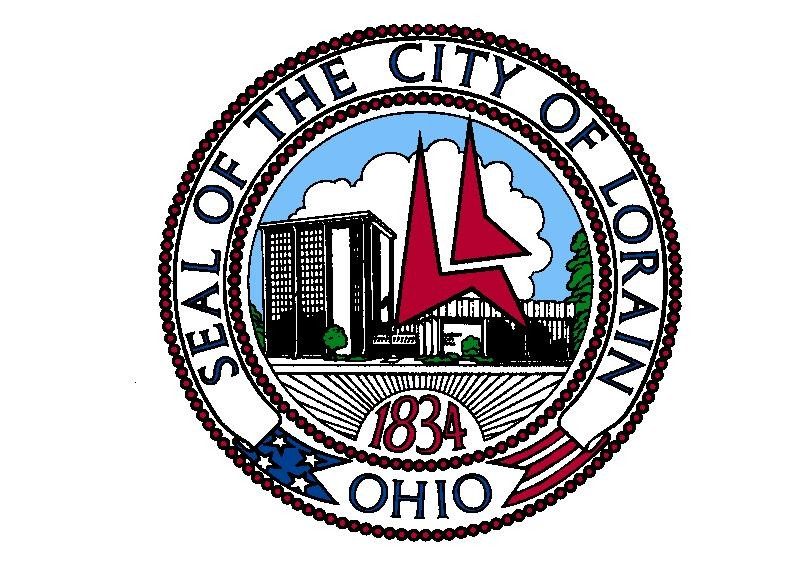 SEAL OF THE CITY OF LORAIN
1834
OHIO